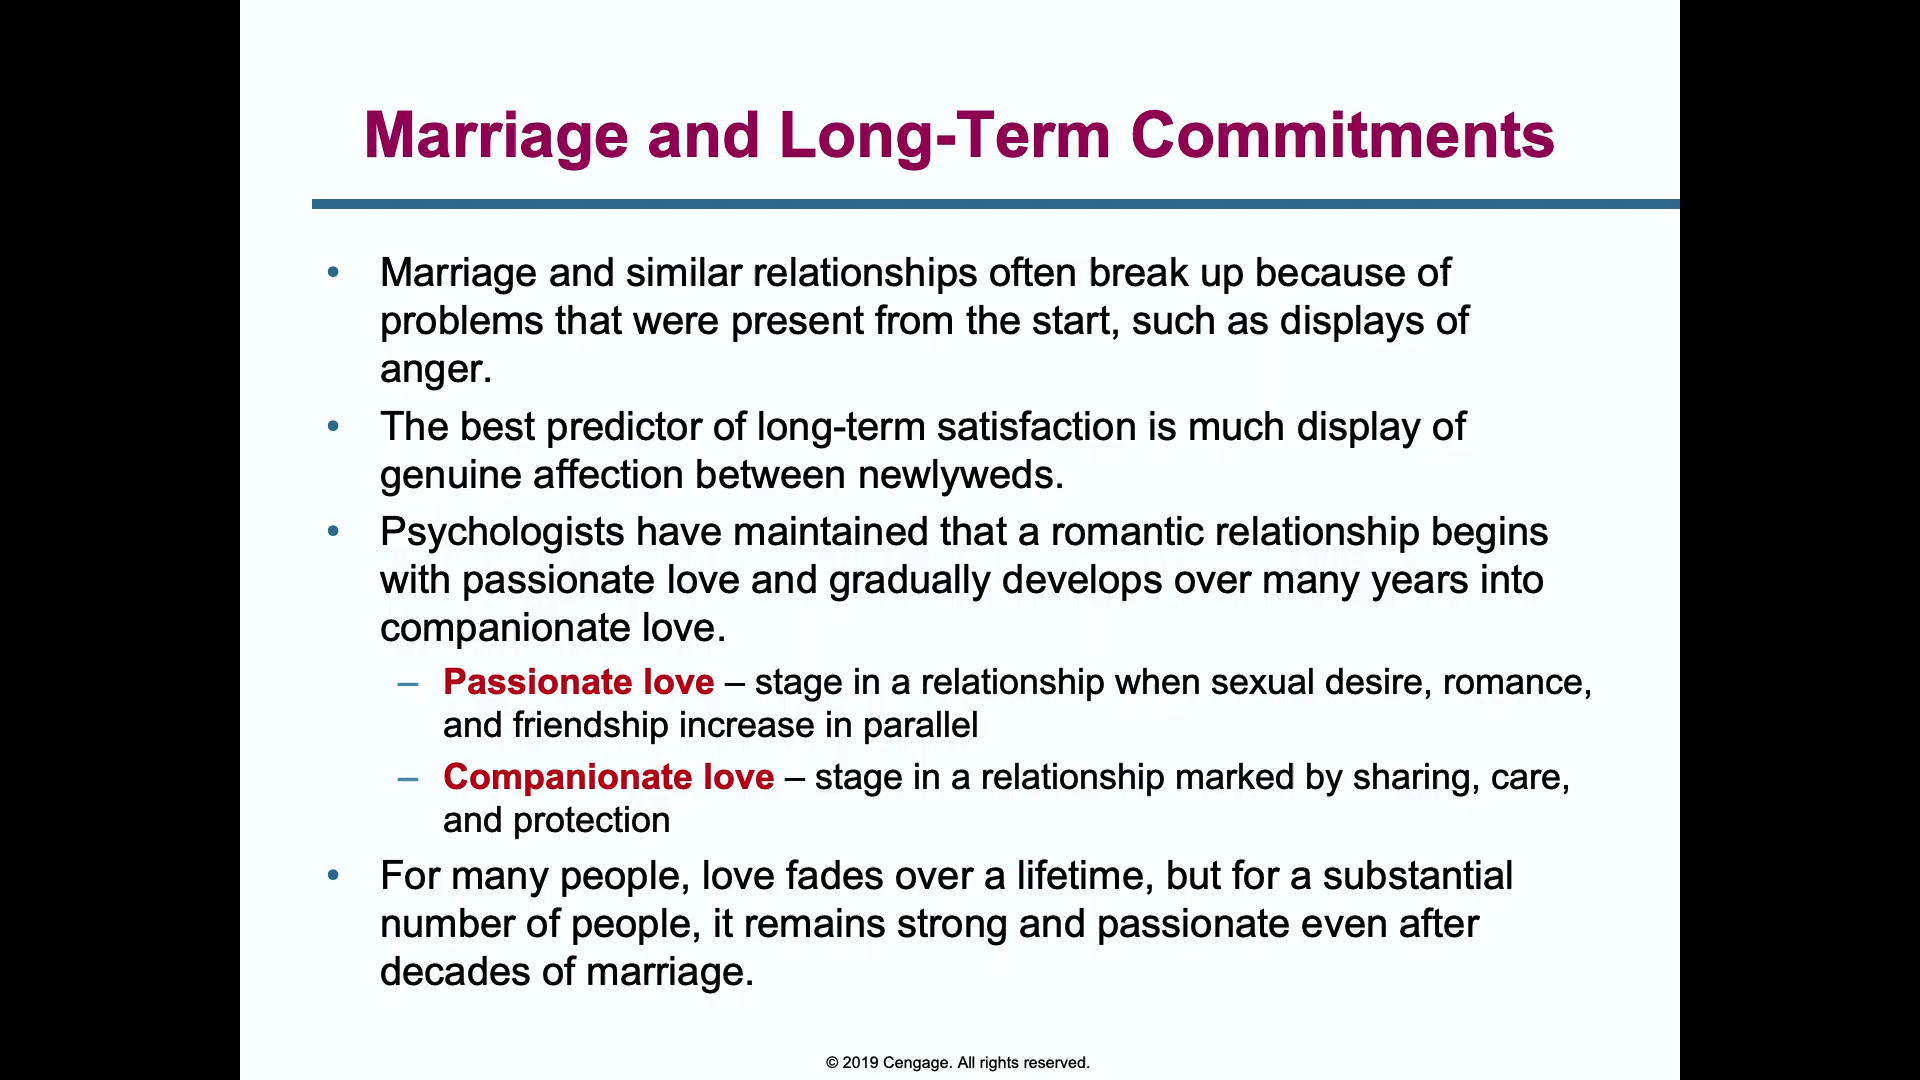 Marriage and Long-Term Commitments
• Marriage and similar relationships often break up because of
problems that were present from the start, such as displays of
anger.
• The best predictor of long-term satisfaction is much display of
genuine affection between newlyweds.
• Psychologists have maintained that a romantic relationship begins
with passionate love and gradually develops over many years into
companionate love.
– Passionate love – stage in a relationship when sexual desire, romance,
and friendship increase in parallel
– Companionate love – stage in a relationship marked by sharing, care,
and protection
• For many people, love fades over a lifetime, but for a substantial
number of people, it remains strong and passionate even after
decades of marriage.
© 2019 Cengage. All rights reserved.